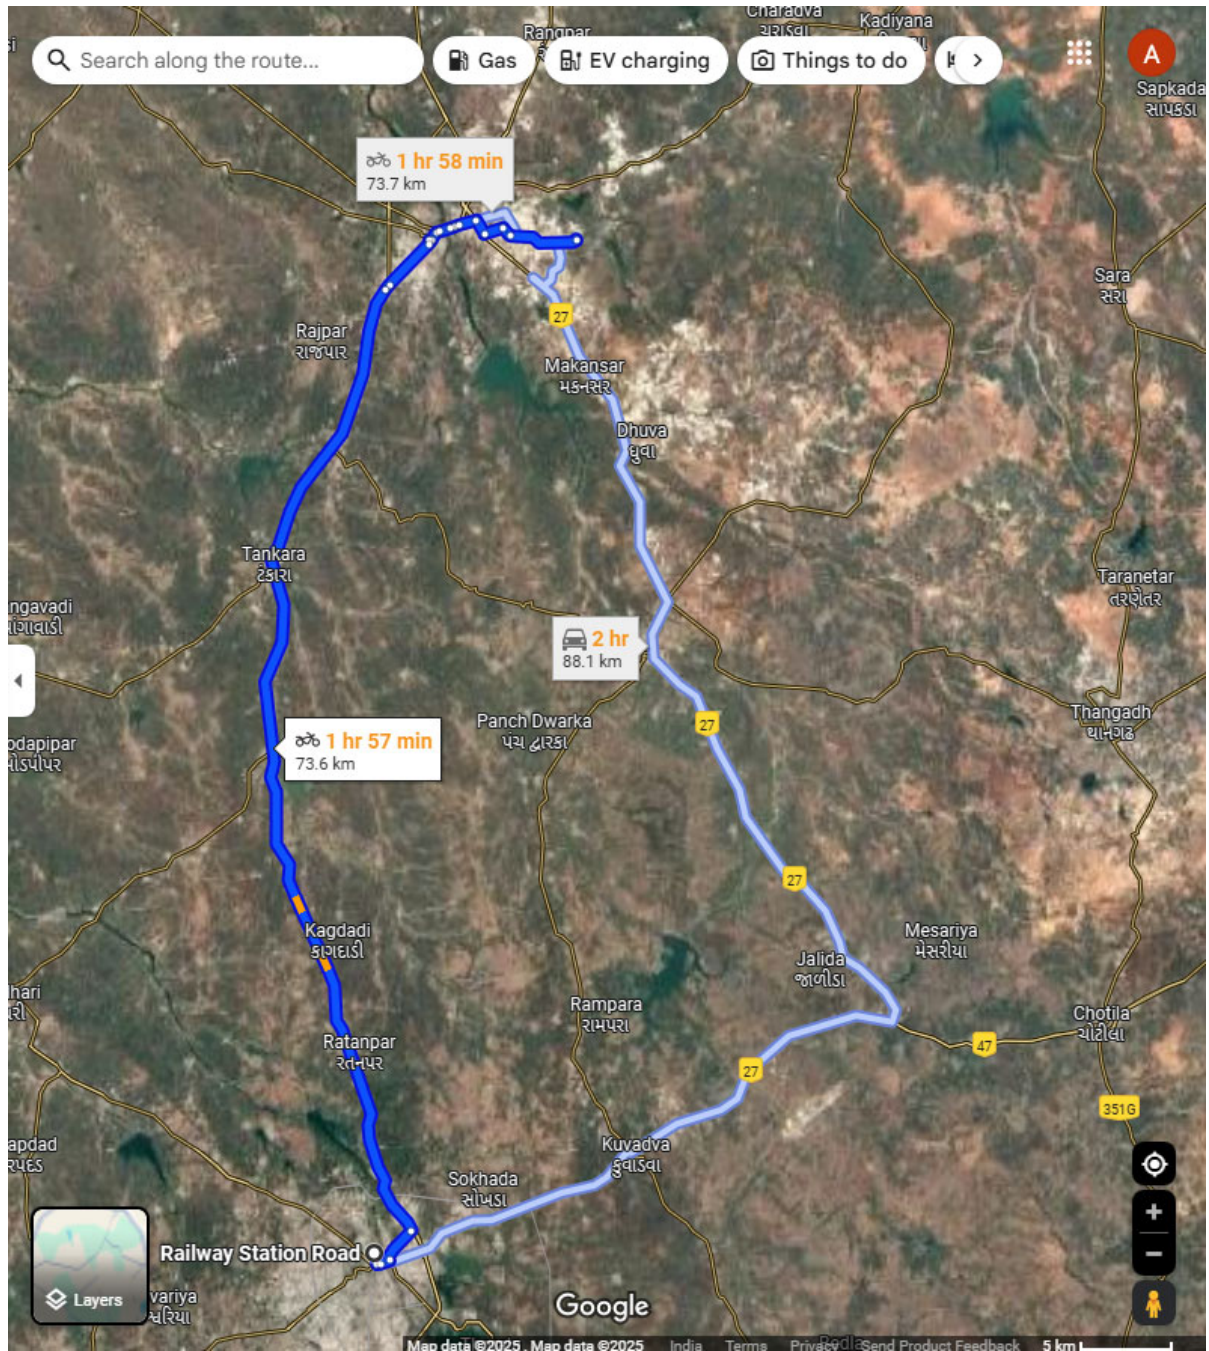 Rangpar
Charadva
ચરાડવા
Kadiyana
Search along the route...
Gas
EV charging
Things to do
A
Sapkada
સાપકડા
1 hr 58 min
73.7 km
Sara
સરા
27
Rajpar
રાજપાર
Makansar
મકનસર
Dhuva
ધુવા
Tankara
ટંકારા
Taranetar
તરણેતર
ngavadi
2 hr
88.1 km
Panch Dwarka
પંચ દ્વારકા
27
Thangadh
થાનગઢ
1 hr 57 min
73.6 km
odapipar
27
Kagdadi
કાગદાડી
Mesariya
મેસરીયા
Jalida
જાળીડા
lhari
Rampara
રામપરા
Chotila
ચોટીલા
Ratanpar
રતનપર
47
27
351G
apdad
Kuvadva
કુવાડવા
Sokhada
સોખડા
Railway Station Road
Layers
variya
Google
Map data ©2025 , Map data ©2025 India Terms Privacy Send Product Feedback 5 km